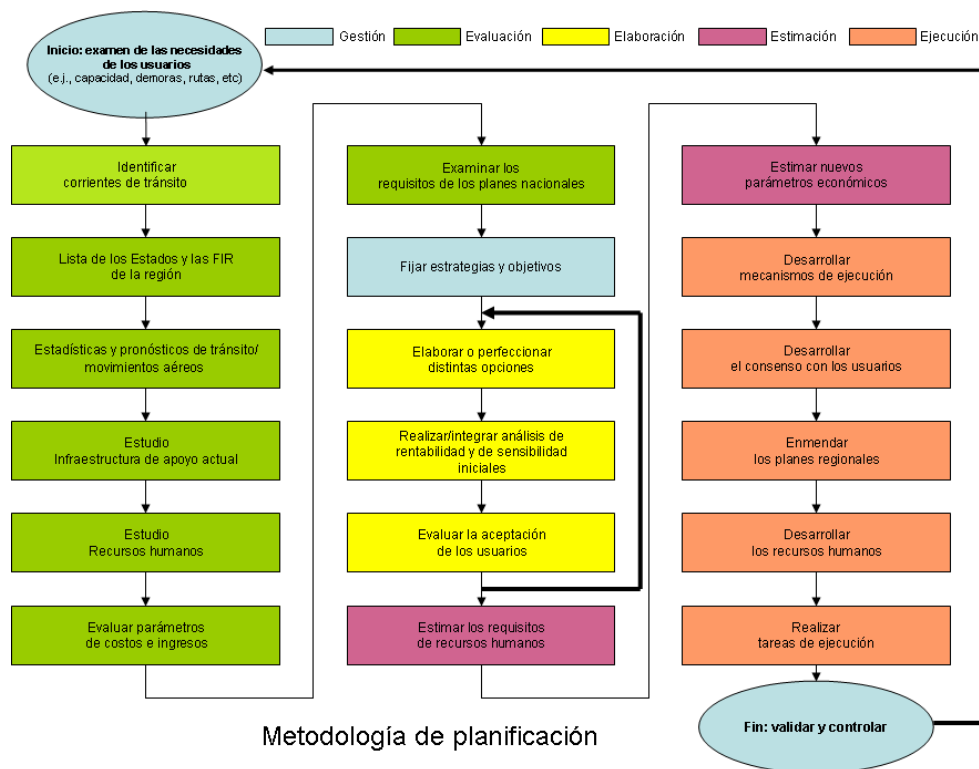 Inicio: examen de las necesidades
de los usuarios
(e.j., capacidad, demoras, rutas, etc)
Gestión
Evaluación
Elaboración
Estimación
Ejecución
Identificar
corrientes de tránsito
Lista de los Estados y las FIR
de la región
Estadísticas y pronósticos de tránsito/
movimientos aéreos
Estudio
Infraestructura de apoyo actual
Estudio
Recursos humanos
Evaluar parámetros
de costos e ingresos
Examinar los
requisitos de los planes nacionales
Fijar estrategias y objetivos
Elaborar o perfeccionar
distintas opciones
Realizar/integrar análisis de
rentabilidad y de sensibilidad
iniciales
Evaluar la aceptación
de los usuarios
Estimar los requisitos
de recursos humanos
Estimar nuevos
parámetros económicos
Desarrollar
mecanismos de ejecución
Desarrollar
el consenso con los usuarios
Enmendar
los planes regionales
Desarrollar
los recursos humanos
Realizar
tareas de ejecución
Fin: validar y controlar
Metodología de planificación